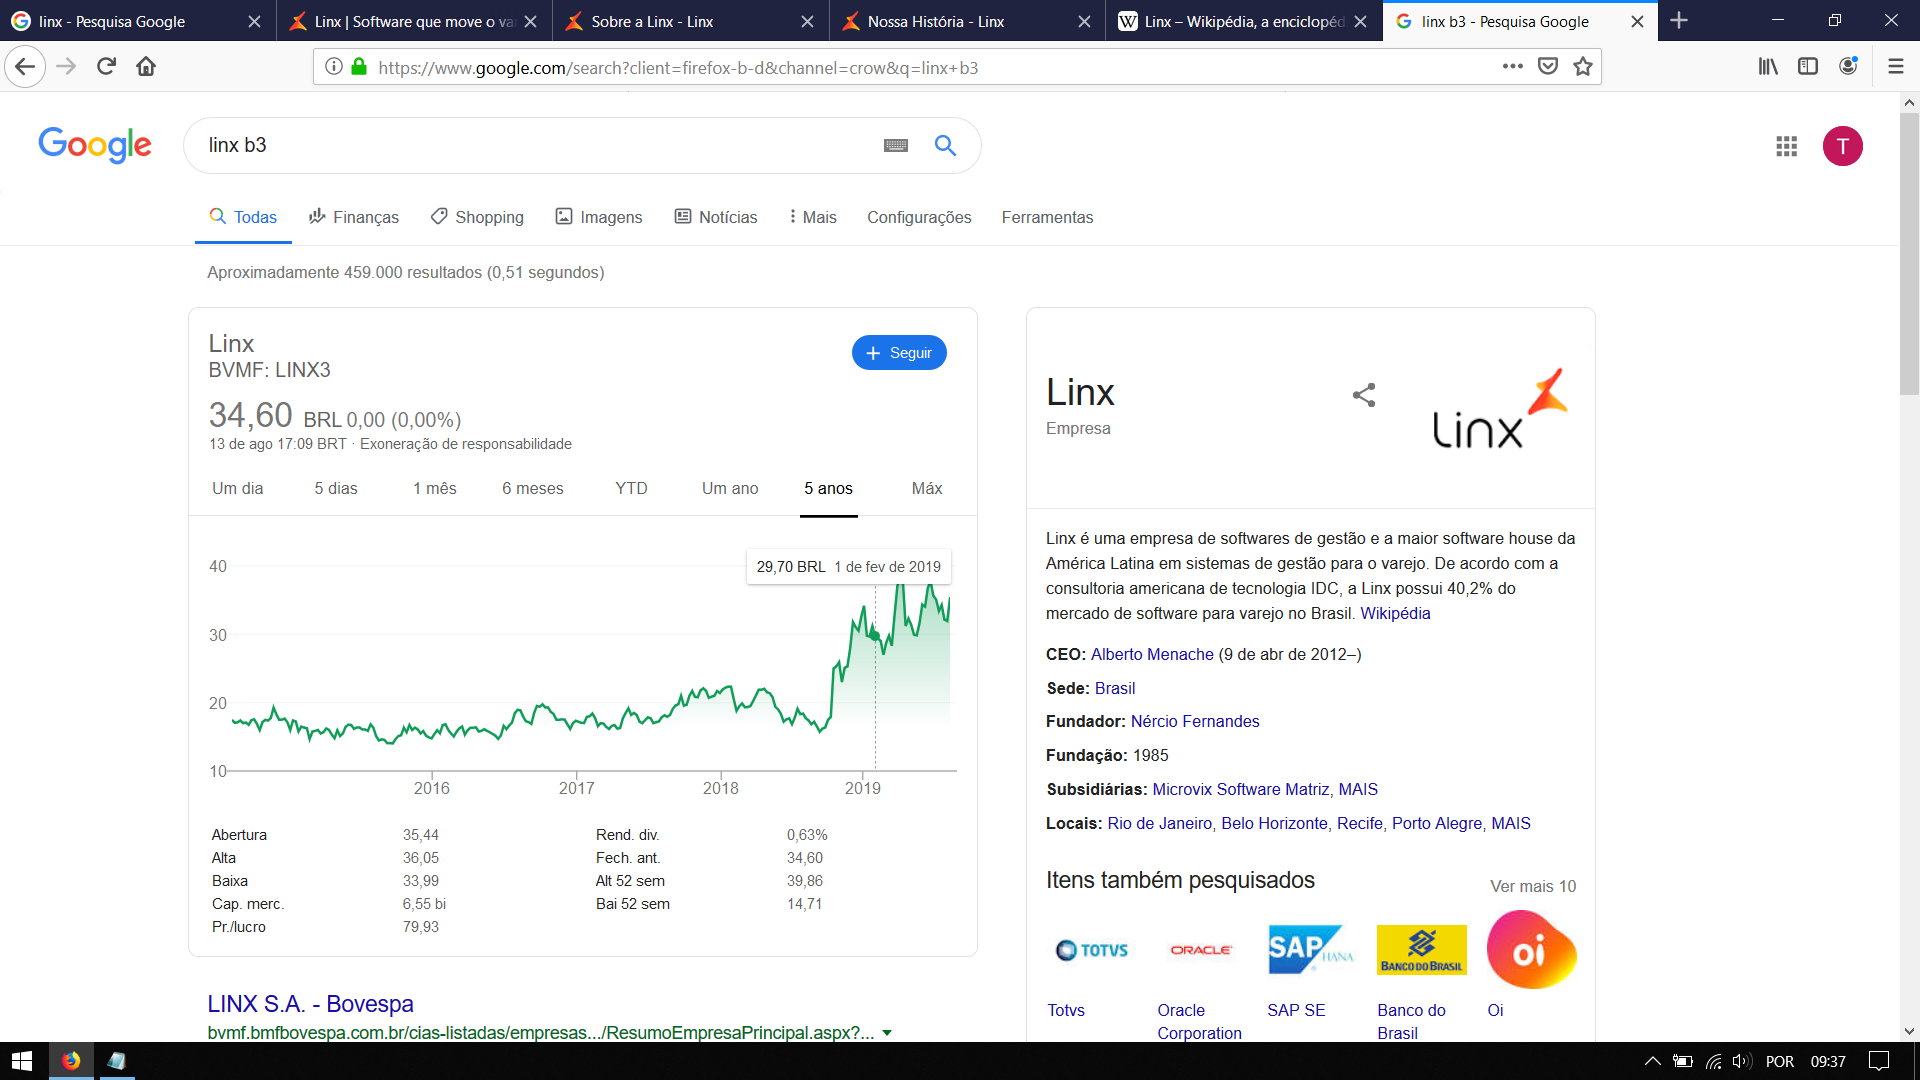 linx - Pesquisa Google
Linx | Software que move o va
Sobre a Linx - Linx
Nossa História - Linx
Linx – Wikipédia, a enciclopéd
linx b3 - Pesquisa Google
https://www.google.com/search?client=firefox-b-d&channel=crow&q=linx+b3
Google
linx b3
T
Todas
Finanças
Shopping
Imagens
Notícias
Mais
Configurações
Ferramentas
Aproximadamente 459.000 resultados (0,51 segundos)
Linx
BVMF: LINX3
Seguir
34,60 BRL 0,00 (0,00%)
13 de ago 17:09 BRT · Exoneração de responsabilidade
Um dia
5 dias
1 mês
6 meses
YTD
Um ano
5 anos
Máx
29,70 BRL 1 de fev de 2019
40
30
20
10
2016
2017
2018
2019
Abertura 35,44 Rend. div. 0,63%
Alta 36,05 Fech. ant. 34,60
Baixa 33,99 Alt 52 sem 39,86
Cap. merc. 6,55 bi Bai 52 sem 14,71
Pr./lucro 79,93
LINX S.A. - Bovespa
bvmf.bmfbovespa.com.br/cias-listadas/empresas.../ResumoEmpresaPrincipal.aspx?...
Linx
Empresa
Linx
Linx é uma empresa de softwares de gestão e a maior software house da
América Latina em sistemas de gestão para o varejo. De acordo com a
consultoria americana de tecnologia IDC, a Linx possui 40,2% do
mercado de software para varejo no Brasil. Wikipédia
CEO: Alberto Menache (9 de abr de 2012–)
Sede: Brasil
Fundador: Nércio Fernandes
Fundação: 1985
Subsidiárias: Microvix Software Matriz, MAIS
Locais: Rio de Janeiro, Belo Horizonte, Recife, Porto Alegre, MAIS
Itens também pesquisados
Ver mais 10
TOTVS
ORACLE
SAP HANA
BANCO DO BRASIL
oi
Totvs
Oracle
Corporation
SAP SE
Banco do
Brasil
Oi
POR
09:37